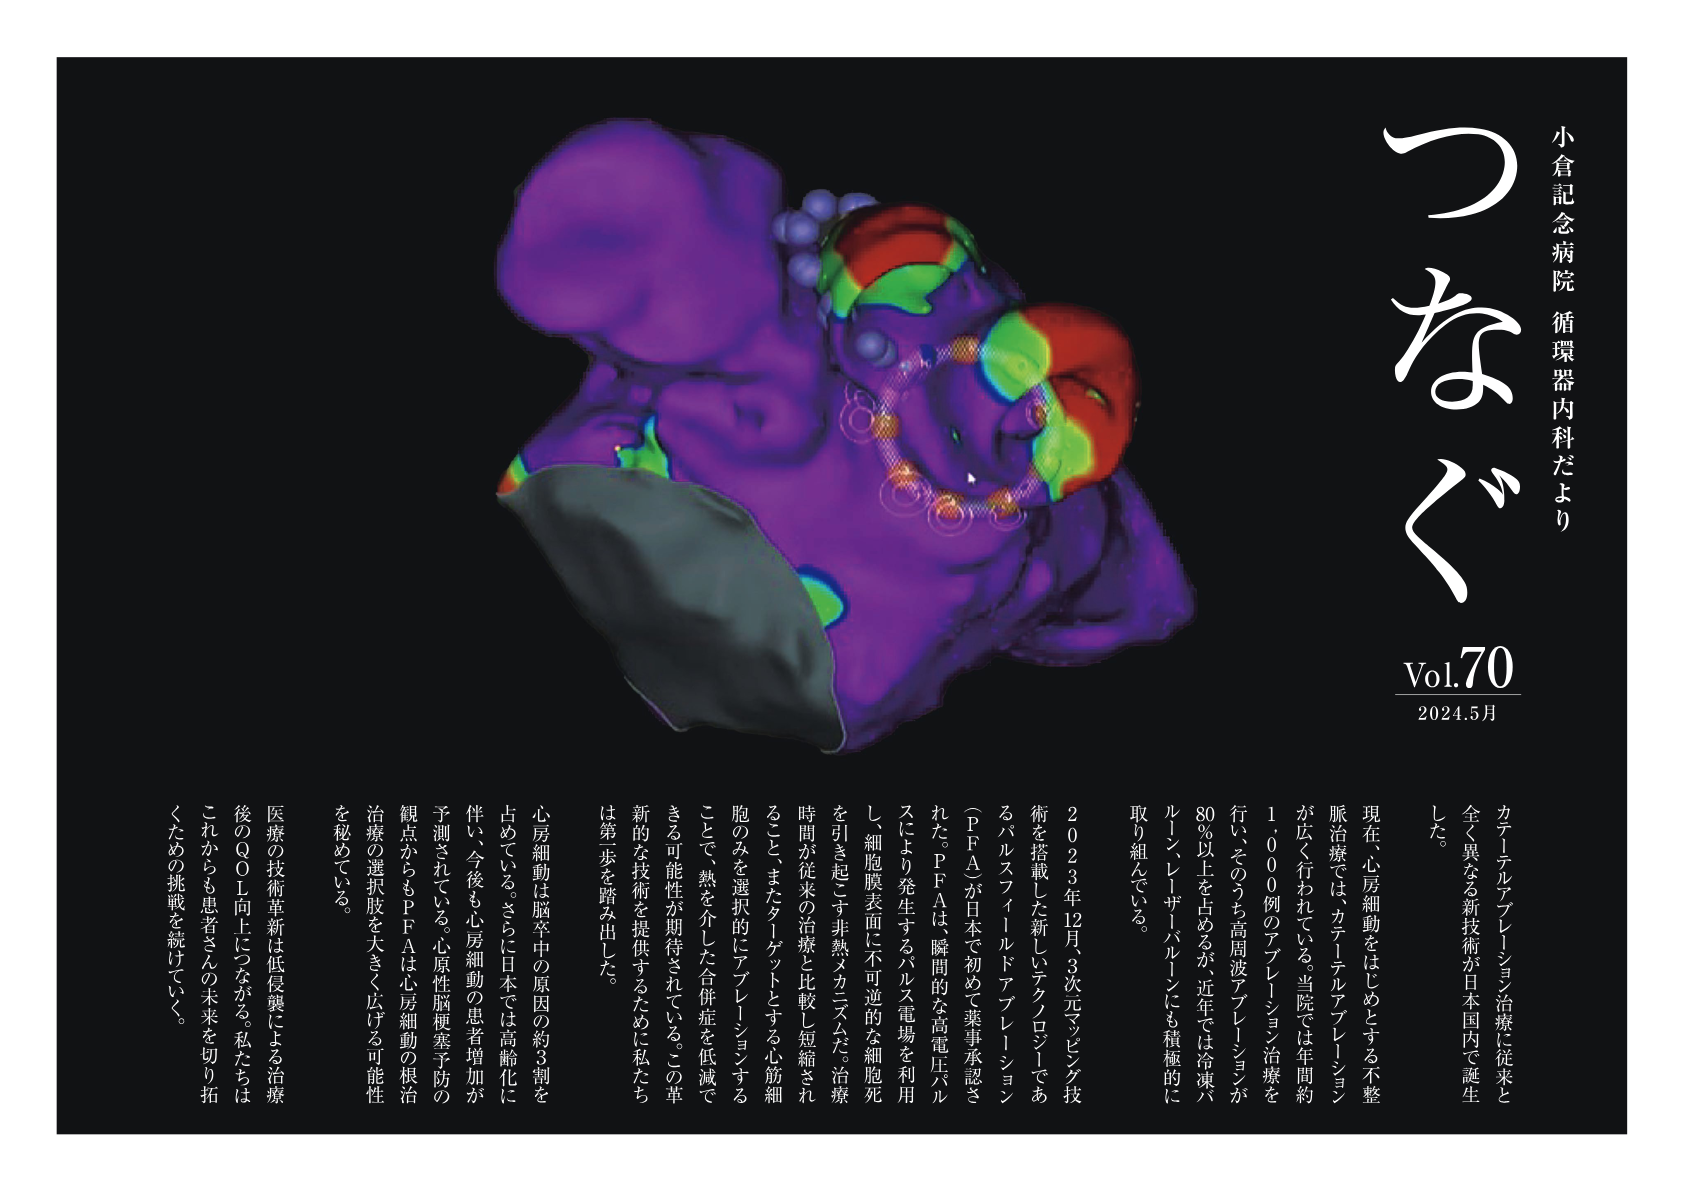 小倉記念病院 循環器内科だより
つなぐ
Vol.70
2024.5月
カテーテルアブレーション治療に従来と
全く異なる新技術が日本国内で誕生
した。
現在、心房細動をはじめとする不整
脈治療では、カテーテルアブレーション
が広く行われている。当院では年間約
1,000例のアブレーション治療を
行い、そのうち高周波アブレーションが
80%以上を占めるが、近年では冷凍バ
ルーン、レーザーバルーンにも積極的に
取り組んでいる。
2023年12月、3次元マッピング技
術を搭載した新しいテクノロジーであ
るパルスフィールドアブレーション
(PFA)が日本で初めて薬事承認さ
れた。PFAは、瞬間的な高電圧パル
スにより発生するパルス電場を利用
し、細胞膜表面に不可逆的な細胞死
を引き起こす非熱メカニズムだ。治療
時間が従来の治療と比較し短縮され
ること、またターゲットとする心筋細
胞のみを選択的にアブレーションする
ことで、熱を介した合併症を低減で
きる可能性が期待されている。この革
新的な技術を提供するために私たち
は第一歩を踏み出した。
心房細動は脳卒中の原因の約3割を
占めている。さらに日本では高齢化に
伴い、今後も心房細動の患者増加が
予測されている。心原性脳梗塞予防の
観点からもPFAは心房細動の根治
治療の選択肢を大きく広げる可能性
を秘めている。
医療の技術革新は低侵襲による治療
後のQOL向上につながる。私たちは
これからも患者さんの未来を切り拓
くための挑戦を続けていく。